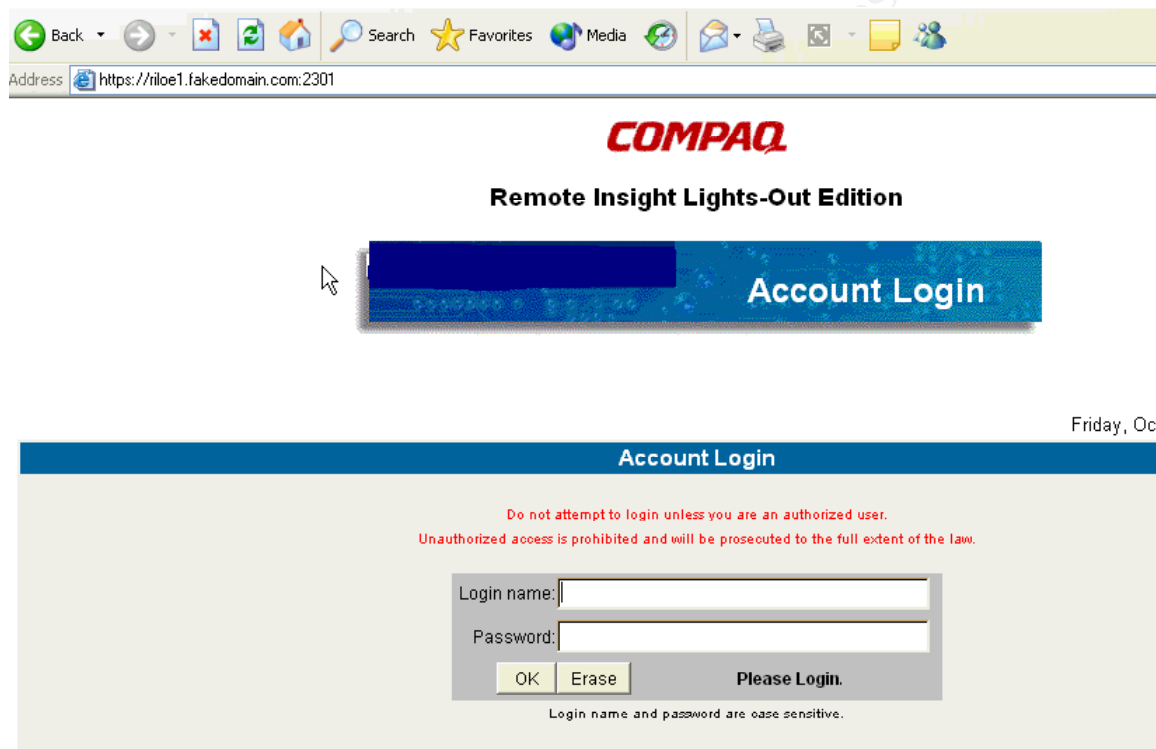 Back Search Favorites Media
Address https://riloe1.fakedomain.com:2301
COMPAQ
Remote Insight Lights-Out Edition
Account Login
Friday, Oc
Account Login
Do not attempt to login unless you are an authorized user.
Unauthorized access is prohibited and will be prosecuted to the full extent of the law.
Login name:
Password:
OK Erase Please Login.
Login name and password are case sensitive.